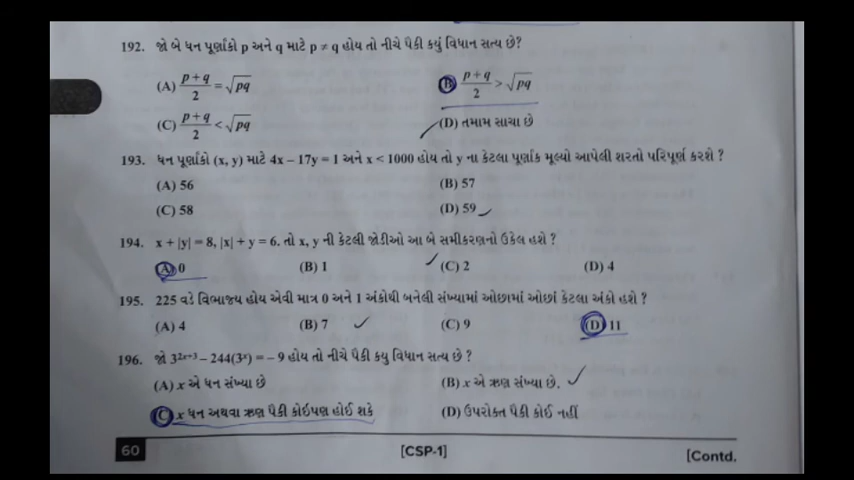 192. જો બે ધન પૂર્ણાંકો p અને q માટે p ≠ q હોય તો નીચે પૈકી કયું વિધાન સત્ય છે?
(A) p + q / 2 = √pq (B) p + q / 2 > √pq
(C) p + q / 2 < √pq (D) તમામ સાચા છે
193. ધન પૂર્ણાંકો (x, y) માટે 4x – 17y = 1 અને x < 1000 હોય તો y ના કેટલા પૂર્ણાંક મૂલ્યો આપેલી શરતો પરિપૂર્ણ કરશે ?
(A) 56 (B) 57
(C) 58 (D) 59
194. x + |y| = 8, |x| + y = 6. તો x, y ની કેટલી જોડીઓ આ બે સમીકરણનો ઉકેલ હશે ?
(A) 0 (B) 1 (C) 2 (D) 4
195. 225 વડે વિભાજ્ય હોય એવી માત્ર 0 અને 1 અંકોથી બનેલી સંખ્યામાં ઓછામાં ઓછાં કેટલા અંકો હશે ?
(A) 4 (B) 7 (C) 9 (D) 11
196. જો 3²ˣ⁺³ – 244(3ˣ) = – 9 હોય તો નીચે પૈકી કયુ વિધાન સત્ય છે ?
(A) x એ ધન સંખ્યા છે (B) x એ ઋણ સંખ્યા છે.
(C) x ધન અથવા ઋણ પૈકી કોઈપણ હોઈ શકે (D) ઉપરોક્ત પૈકી કોઈ નહીં
60 [CSP-1] [Contd.